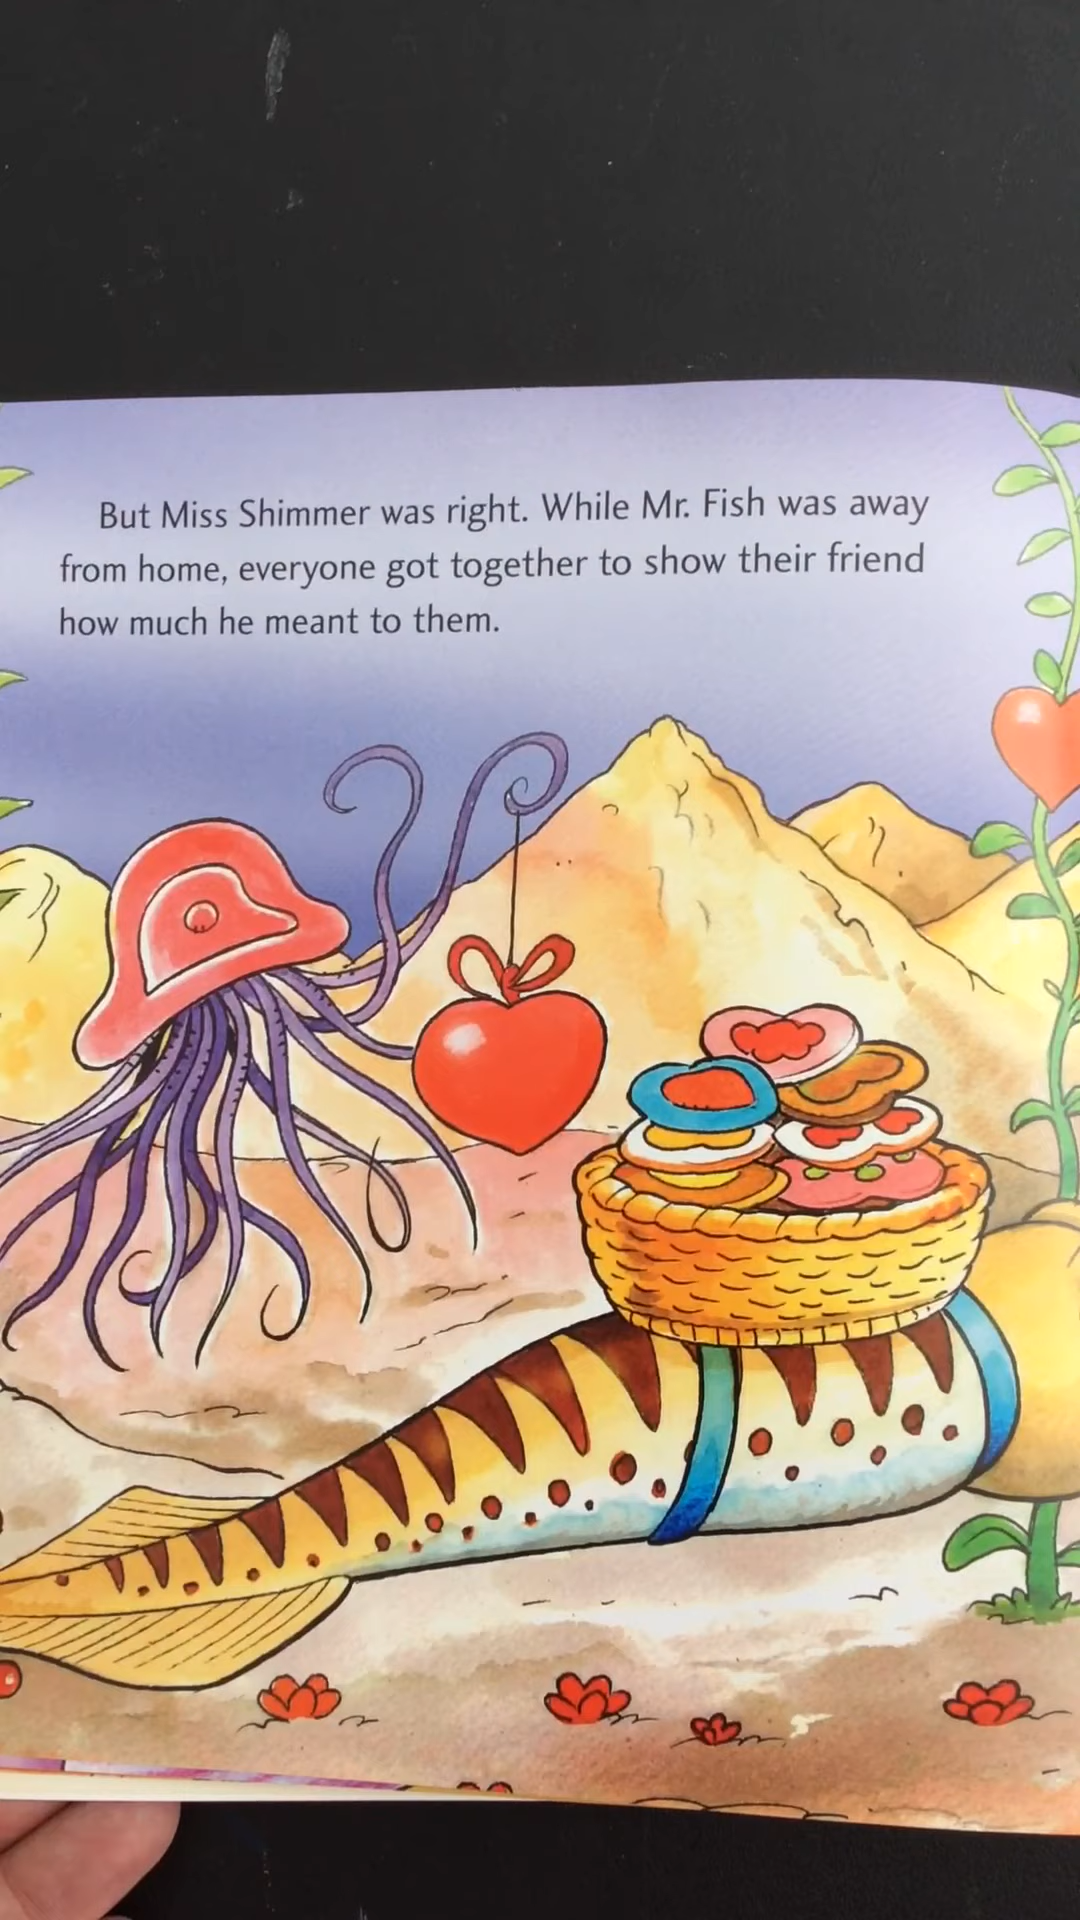 But Miss Shimmer was right. While Mr. Fish was away
from home, everyone got together to show their friend
how much he meant to them.